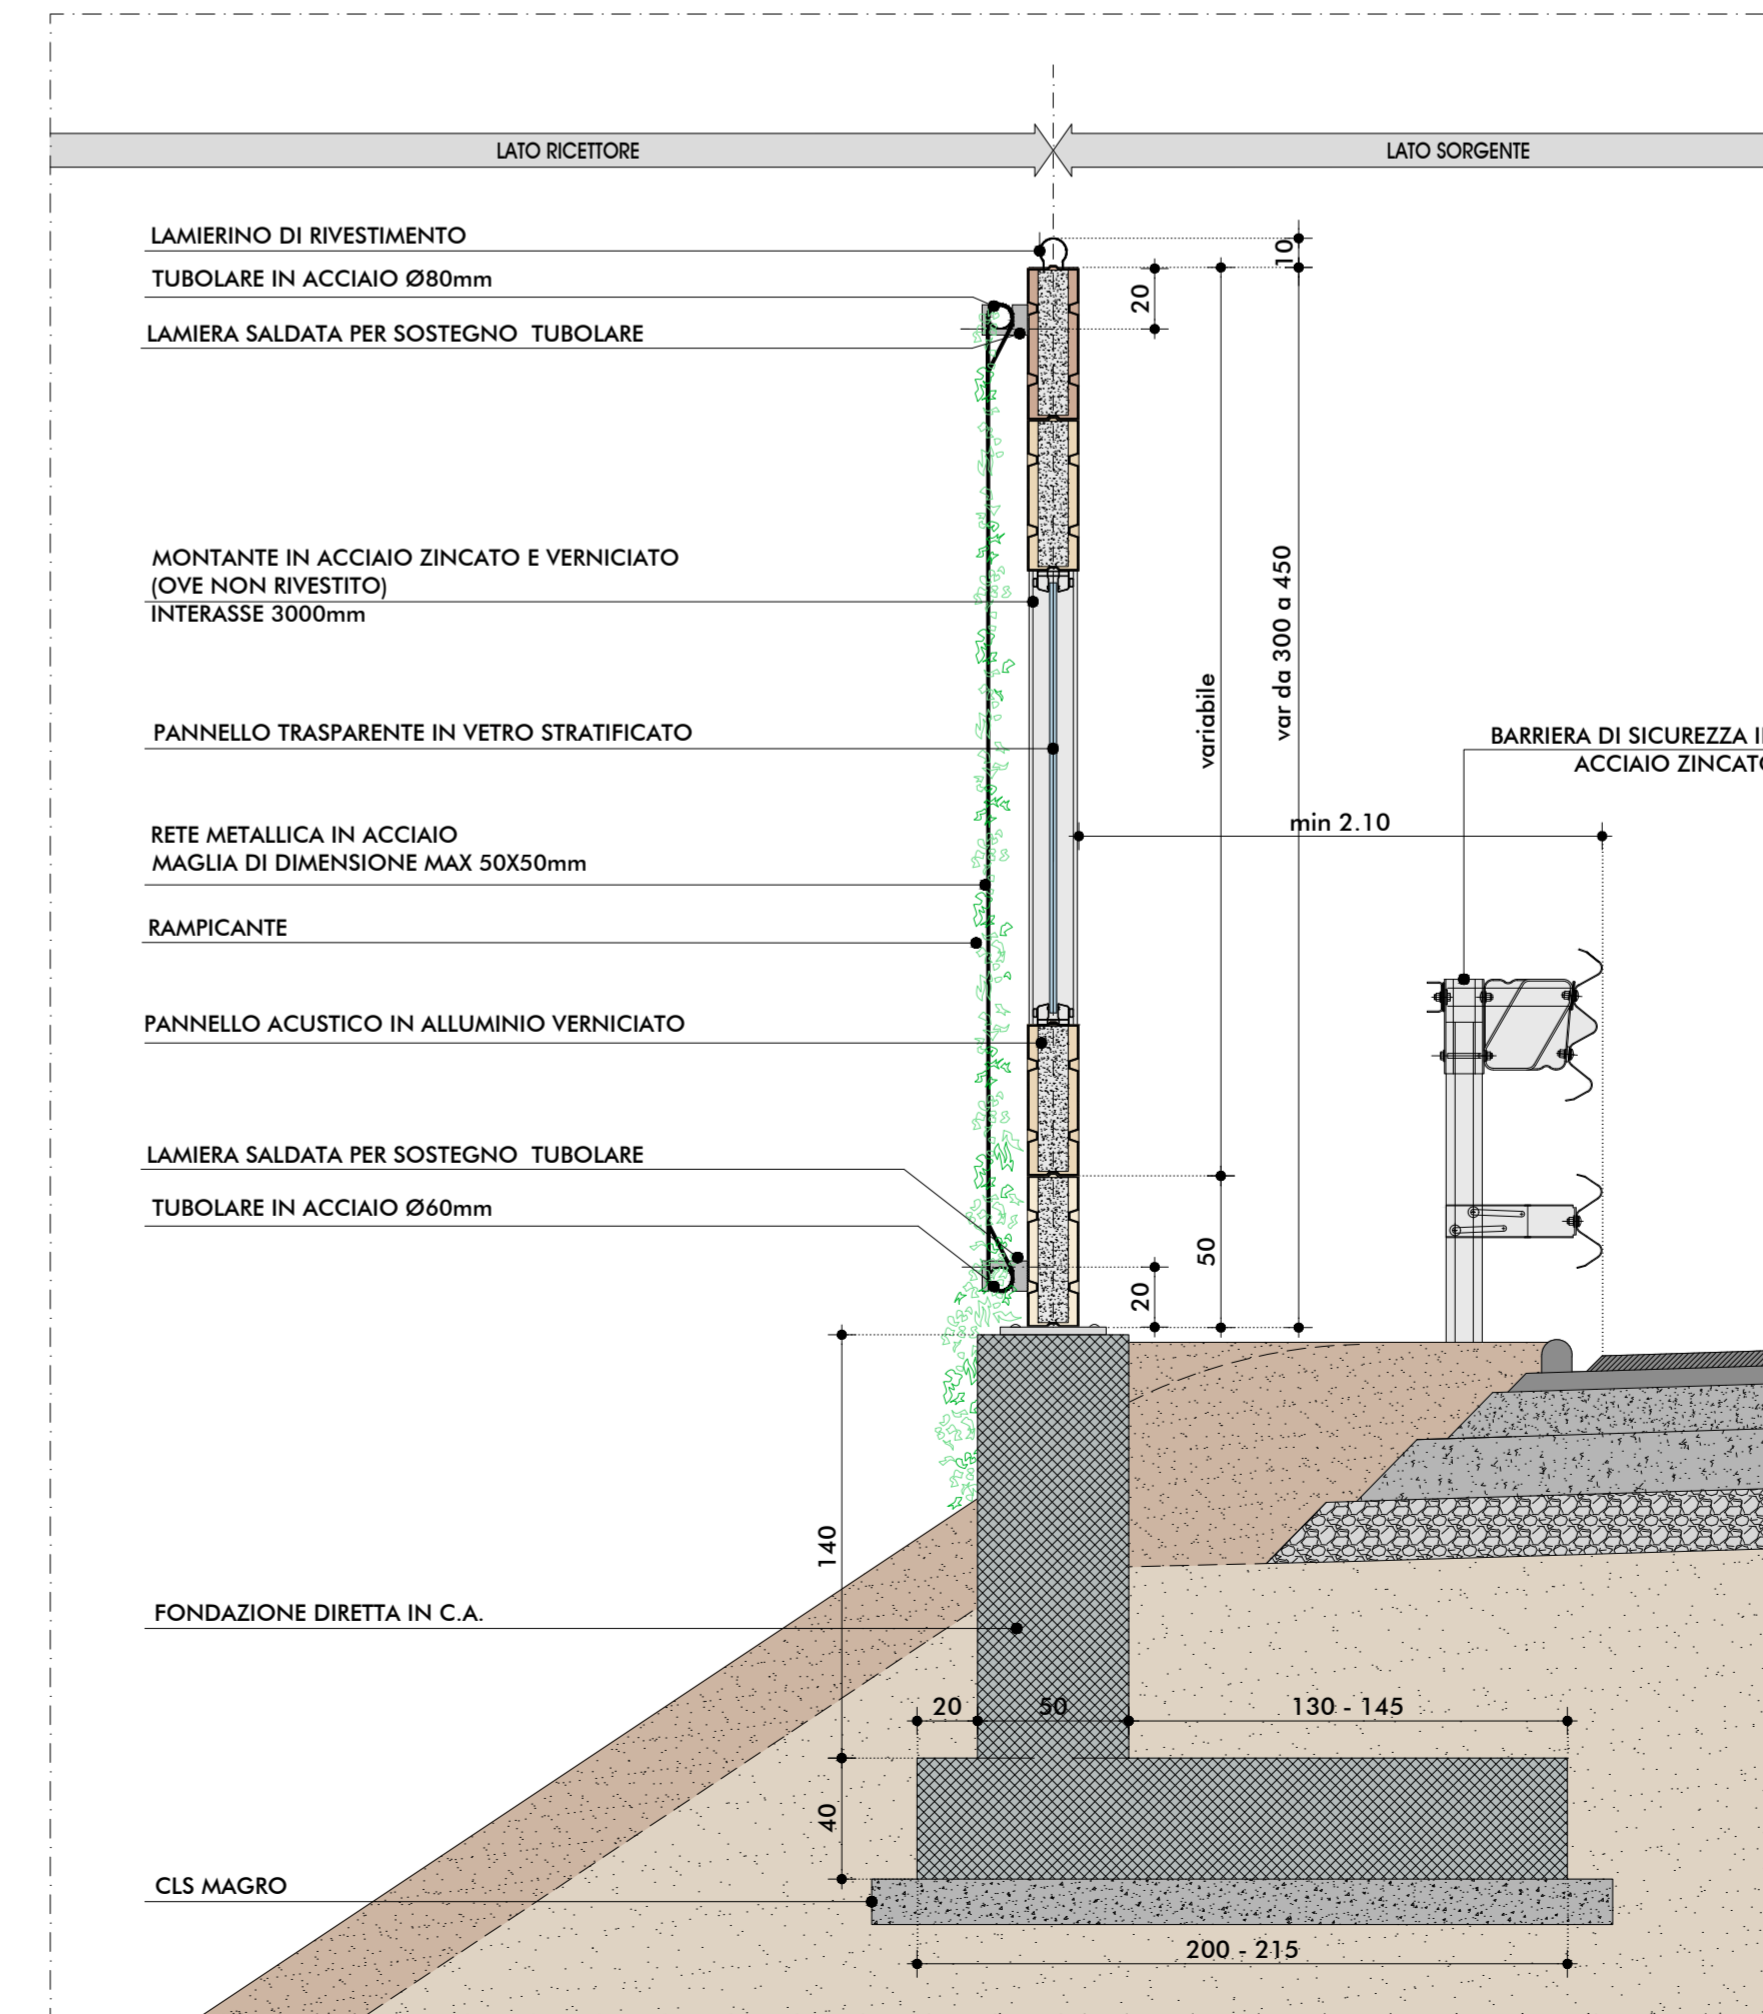 LATO RICETTORE
LATO SORGENTE
LAMIERINO DI RIVESTIMENTO
TUBOLARE IN ACCIAIO Ø80mm
LAMIERA SALDATA PER SOSTEGNO TUBOLARE
10
20
MONTANTE IN ACCIAIO ZINCATO E VERNICIATO
(OVE NON RIVESTITO)
INTERASSE 3000mm
variabile
var da 300 a 450
PANNELLO TRASPARENTE IN VETRO STRATIFICATO
BARRIERA DI SICUREZZA I
ACCIAIO ZINCATO
min 2.10
RETE METALLICA IN ACCIAIO
MAGLIA DI DIMENSIONE MAX 50X50mm
RAMPICANTE
PANNELLO ACUSTICO IN ALLUMINIO VERNICIATO
LAMIERA SALDATA PER SOSTEGNO TUBOLARE
TUBOLARE IN ACCIAIO Ø60mm
50
20
140
FONDAZIONE DIRETTA IN C.A.
20
50
130 - 145
40
CLS MAGRO
200 - 215